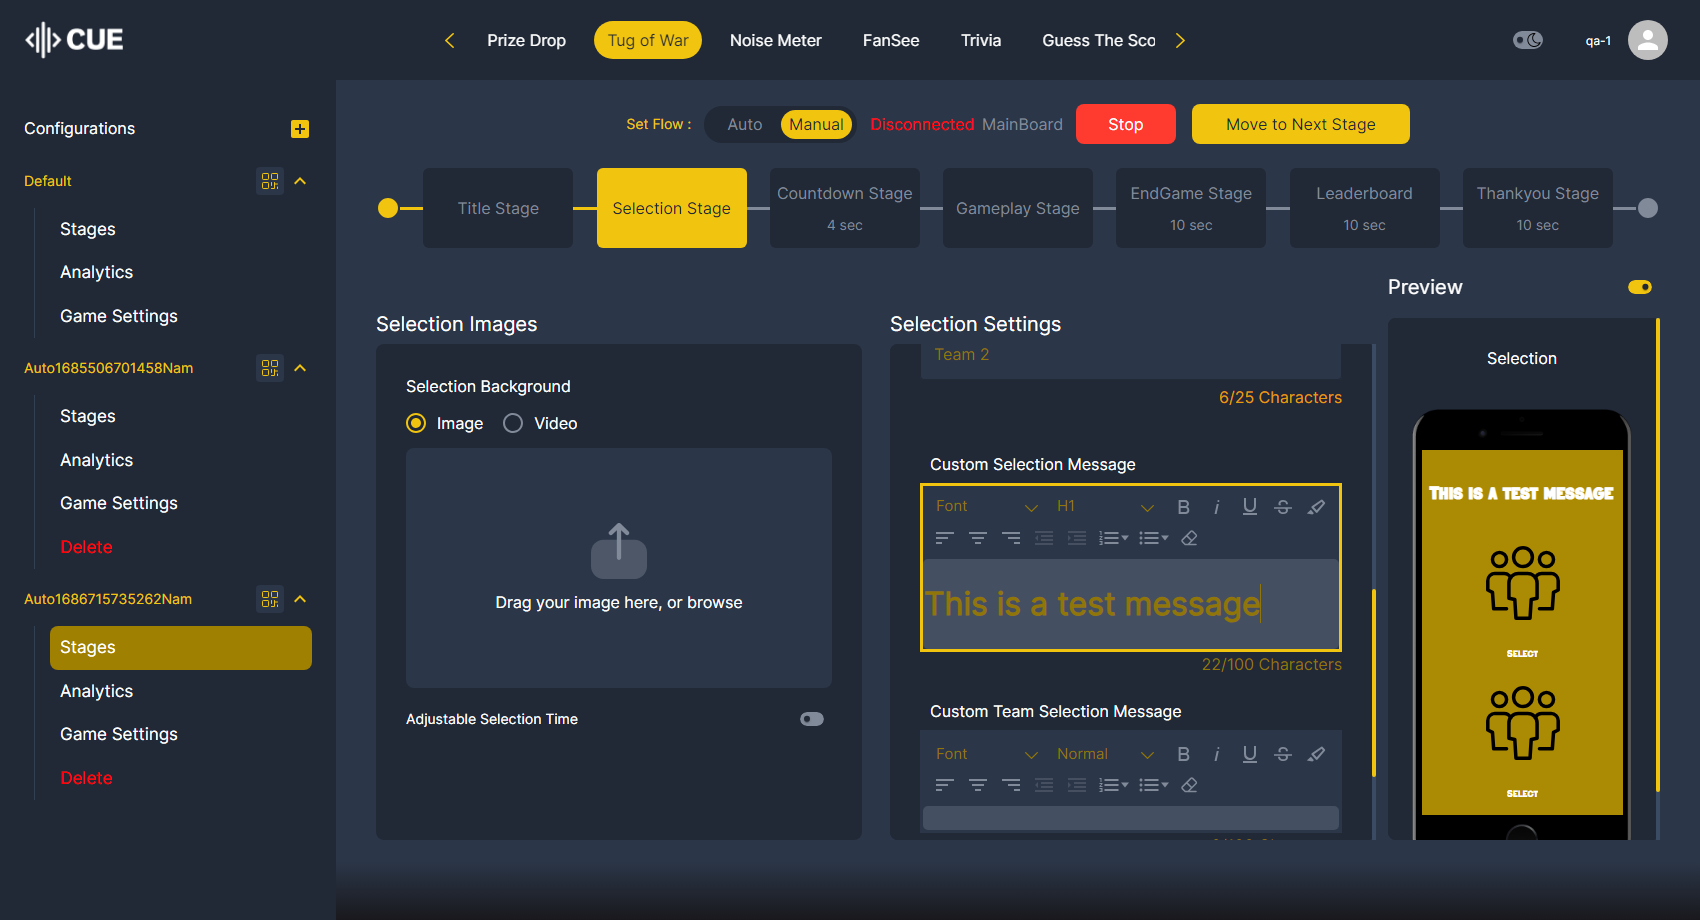 CUE
Prize Drop
Tug of War
Noise Meter
FanSee
Trivia
Guess The Sco
qa-1
Configurations
Default
Stages
Analytics
Game Settings
Auto1685506701458Nam
Stages
Analytics
Game Settings
Delete
Auto1686715735262Nam
Stages
Analytics
Game Settings
Delete
Set Flow :
Auto
Manual
Disconnected MainBoard
Stop
Move to Next Stage
Title Stage
Selection Stage
Countdown Stage
4 sec
Gameplay Stage
EndGame Stage
10 sec
Leaderboard
10 sec
Thankyou Stage
10 sec
Selection Images
Selection Background
Image
Video
Drag your image here, or browse
Adjustable Selection Time
Selection Settings
Team 2
6/25 Characters
Custom Selection Message
Font
H1
This is a test message
22/100 Characters
Custom Team Selection Message
Font
Normal
Preview
Selection
This is a test message
SELECT
SELECT